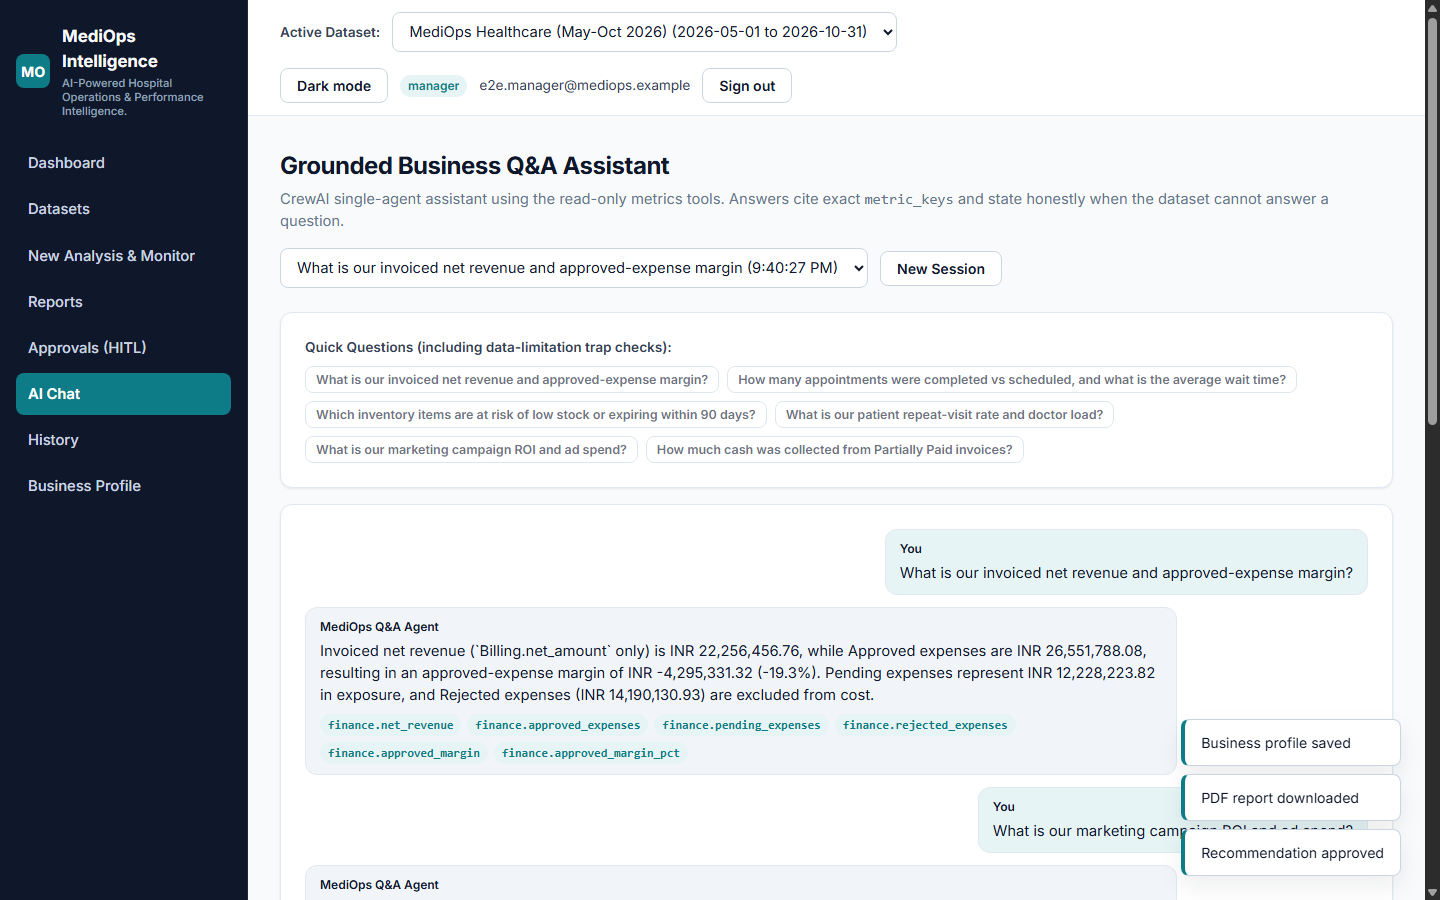 MO
MediOps
Intelligence
AI-Powered Hospital
Operations & Performance
Intelligence.
Dashboard
Datasets
New Analysis & Monitor
Reports
Approvals (HITL)
AI Chat
History
Business Profile
Active Dataset:
MediOps Healthcare (May-Oct 2026) (2026-05-01 to 2026-10-31)
Dark mode
manager
e2e.manager@mediops.example
Sign out
Grounded Business Q&A Assistant
CrewAI single-agent assistant using the read-only metrics tools. Answers cite exact metric_keys and state honestly when the dataset cannot answer a
question.
What is our invoiced net revenue and approved-expense margin (9:40:27 PM)
New Session
Quick Questions (including data-limitation trap checks):
What is our invoiced net revenue and approved-expense margin?
How many appointments were completed vs scheduled, and what is the average wait time?
Which inventory items are at risk of low stock or expiring within 90 days?
What is our patient repeat-visit rate and doctor load?
What is our marketing campaign ROI and ad spend?
How much cash was collected from Partially Paid invoices?
You
What is our invoiced net revenue and approved-expense margin?
MediOps Q&A Agent
Invoiced net revenue (`Billing.net_amount` only) is INR 22,256,456.76, while Approved expenses are INR 26,551,788.08,
resulting in an approved-expense margin of INR -4,295,331.32 (-19.3%). Pending expenses represent INR 12,228,223.82
in exposure, and Rejected expenses (INR 14,190,130.93) are excluded from cost.
finance.net_revenue
finance.approved_expenses
finance.pending_expenses
finance.rejected_expenses
finance.approved_margin
finance.approved_margin_pct
You
What is our marketing campaign ROI and ad spend?
MediOps Q&A Agent
Business profile saved
PDF report downloaded
Recommendation approved